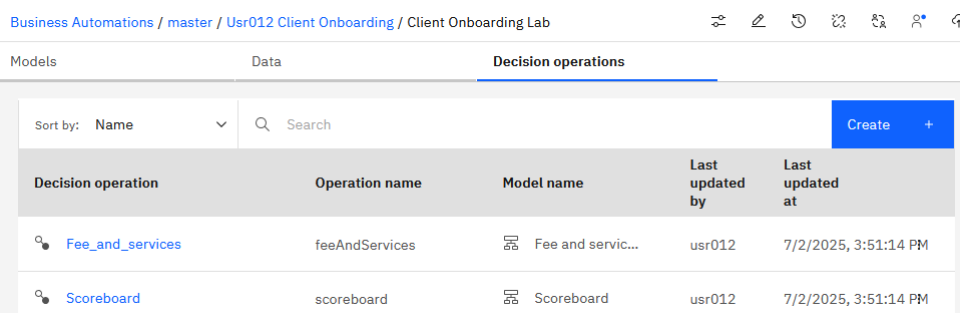 Business Automations / master / Usr012 Client Onboarding / Client Onboarding Lab
Models Data Decision operations
Sort by: Name Search Create +
Decision operation Operation name Model name Last updated by Last updated at
Fee_and_services feeAndServices Fee and servic... usr012 7/2/2025, 3:51:14 PM
Scoreboard scoreboard Scoreboard usr012 7/2/2025, 3:51:14 PM